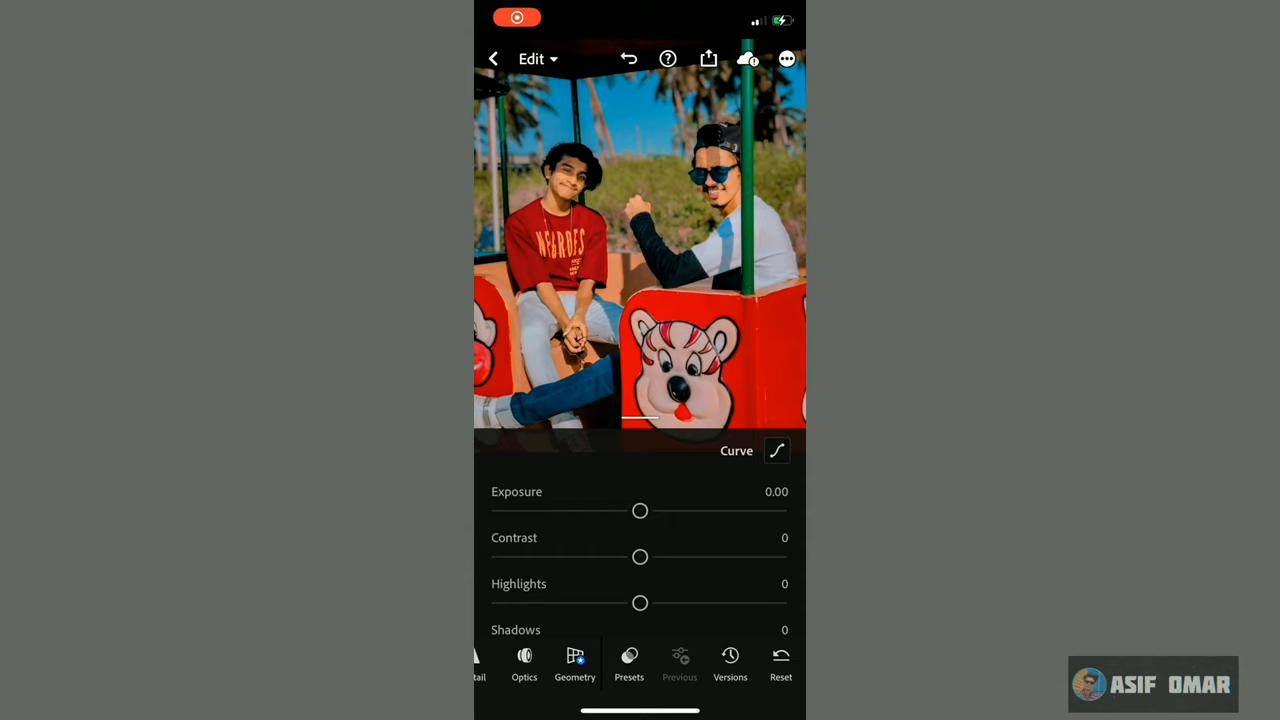 Edit
Curve
Exposure 0.00
Contrast 0
Highlights 0
Shadows 0
tail Optics Geometry Presets Previous Versions Reset
ASIF OMAR